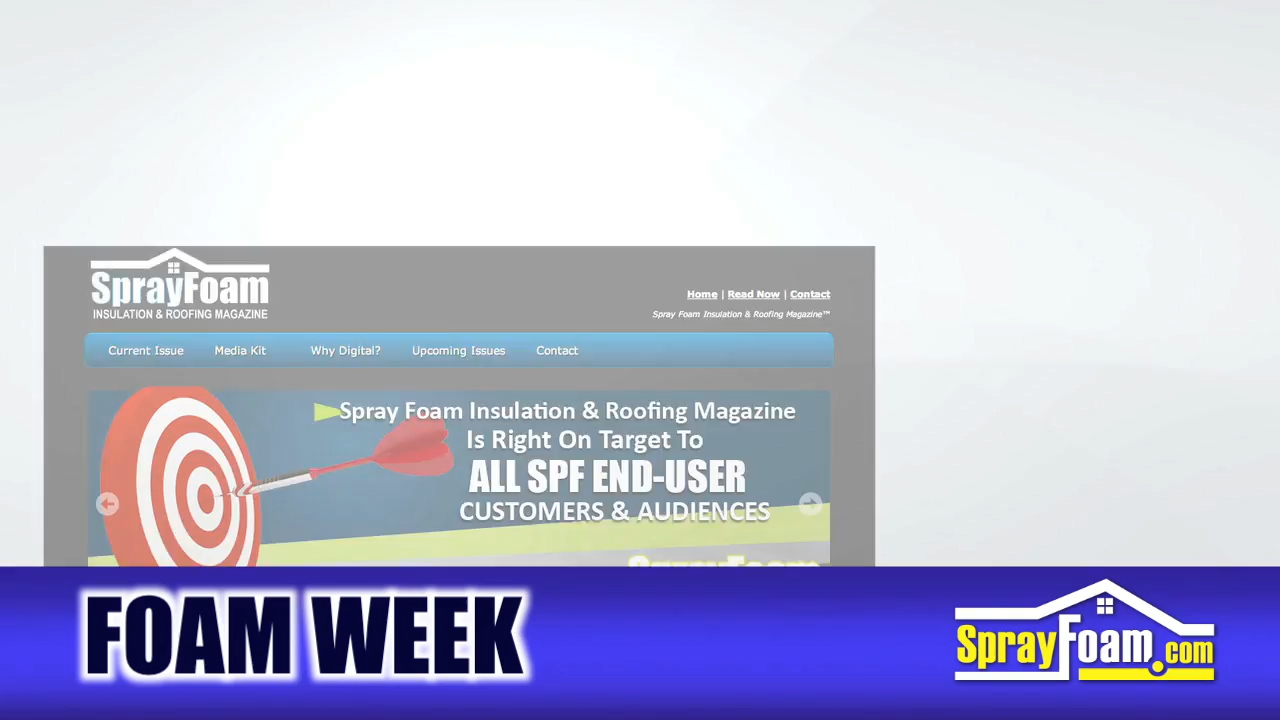 SprayFoam
INSULATION & ROOFING MAGAZINE
Home | Read Now | Contact
Spray Foam Insulation & Roofing Magazine™
Current Issue Media Kit Why Digital? Upcoming Issues Contact
Spray Foam Insulation & Roofing Magazine
Is Right On Target To
ALL SPF END-USER
CUSTOMERS & AUDIENCES
SprayFoam
FOAM WEEK
SprayFoam.com